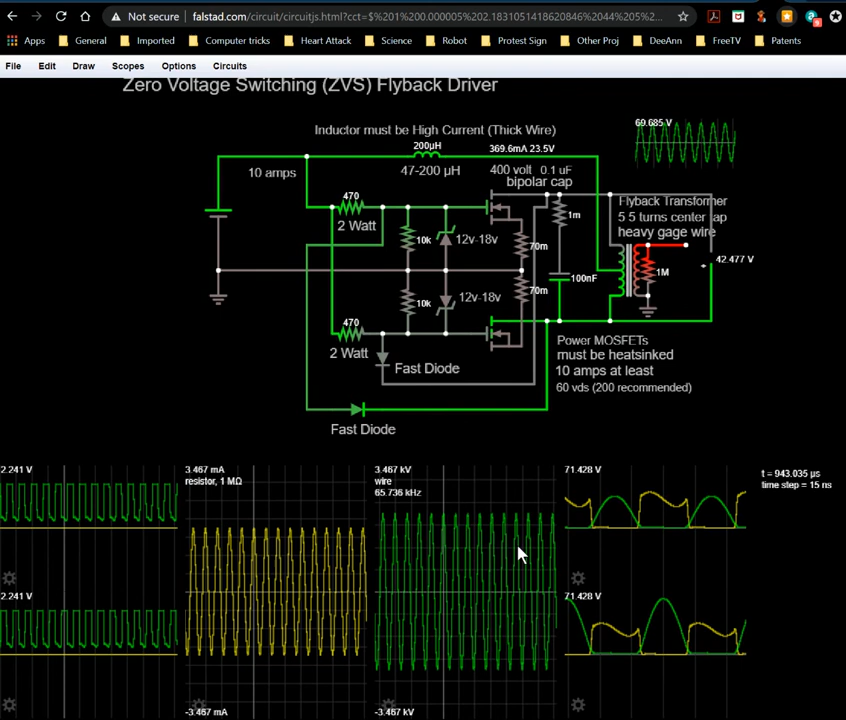 Not secure | falstad.com/circuit/circuitjs.html?cct=$%201%200.000005%202.1831051418620846%2044%205%2...
Apps General Imported Computer tricks Heart Attack Science Robot Protest Sign Other Proj DeeAnn FreeTV Patents
File Edit Draw Scopes Options Circuits
Zero Voltage Switching (ZVS) Flyback Driver
69.685 V
Inductor must be High Current (Thick Wire)
200μH 369.6mA 23.5V
10 amps 47-200 μH 400 volt 0.1 uF
bipolar cap
470
2 Watt
Flyback Transformer
5 5 turns center tap
heavy gage wire
1m
10k 12v-18v 70m
42.477 V
1M
100nF
10k 12v-18v 70m
470
2 Watt
Fast Diode
Power MOSFETs
must be heatsinked
10 amps at least
60 vds (200 recommended)
Fast Diode
2.241 V
3.467 mA
resistor, 1 MΩ
3.467 kV
wire
65.736 kHz
71.428 V
t = 943.035 μs
time step = 15 ns
2.241 V
71.428 V
-3.467 mA
-3.467 kV